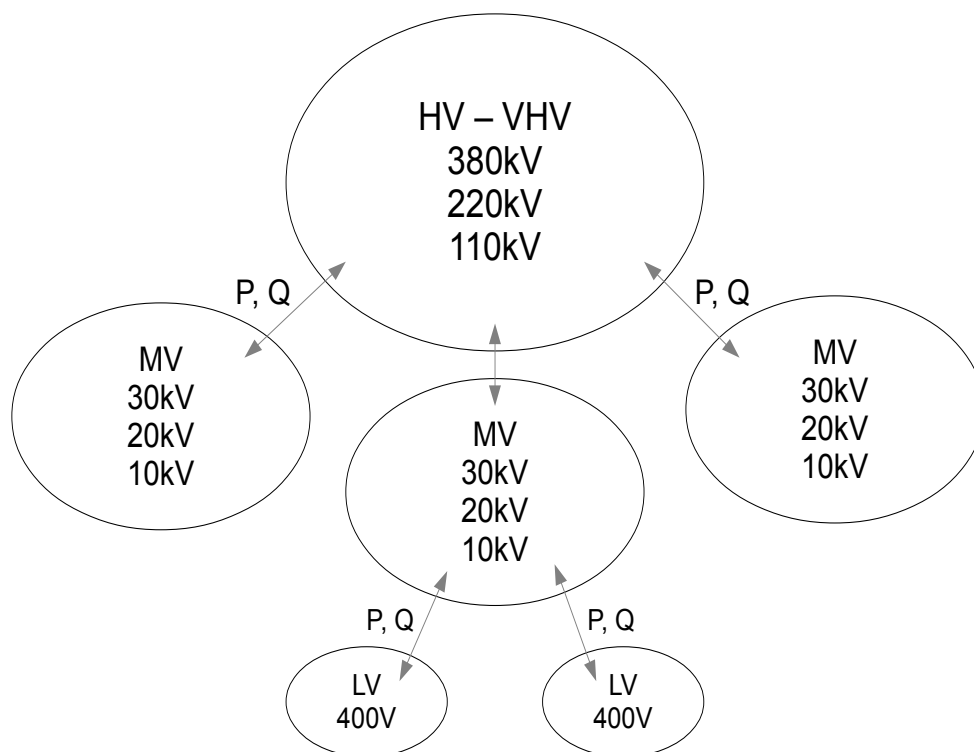 HV – VHV
380kV
220kV
110kV
P, Q
P, Q
MV
30kV
20kV
10kV
MV
30kV
20kV
10kV
MV
30kV
20kV
10kV
P, Q
P, Q
LV
400V
LV
400V